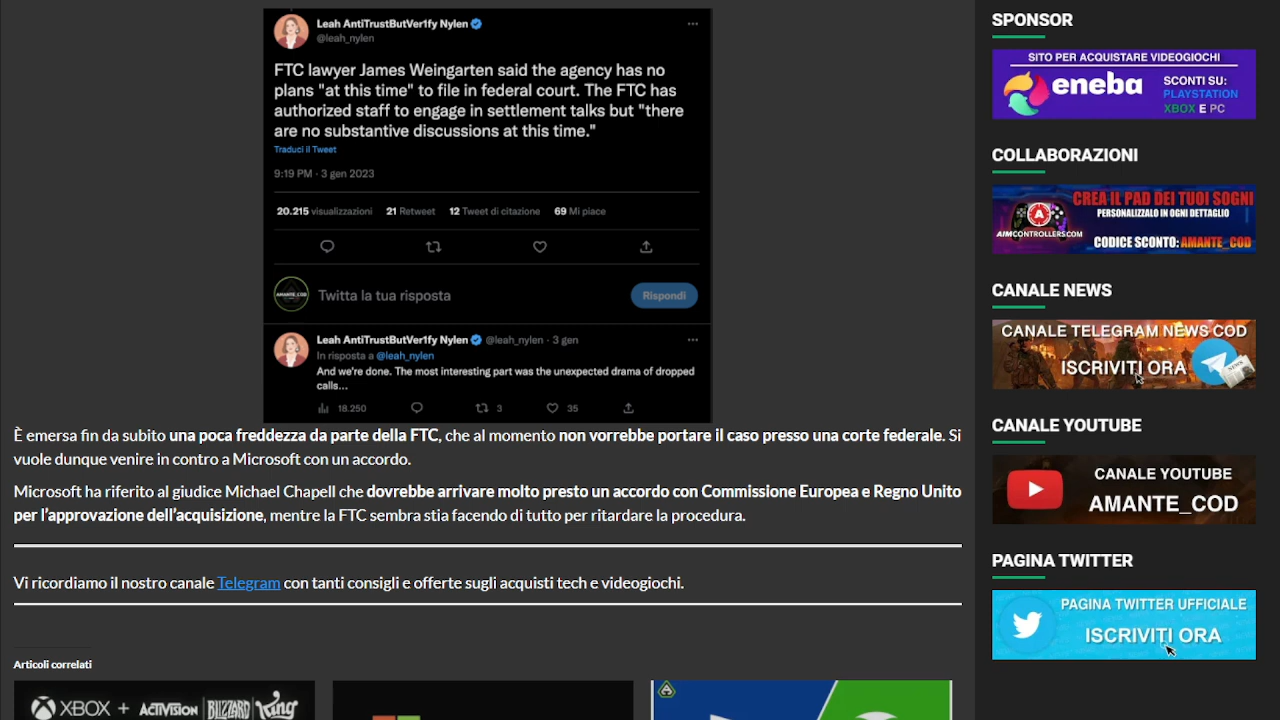 Leah AntiTrustButVer1fy Nylen
@leah_nylen
FTC lawyer James Weingarten said the agency has no
plans "at this time" to file in federal court. The FTC has
authorized staff to engage in settlement talks but "there
are no substantive discussions at this time."
Traduci il Tweet
9:19 PM · 3 gen 2023
20.215 visualizzazioni 21 Retweet 12 Tweet di citazione 69 Mi piace
AMANTE_COD
Twitta la tua risposta
Rispondi
Leah AntiTrustButVer1fy Nylen @leah_nylen · 3 gen
In risposta a @leah_nylen
And we're done. The most interesting part was the unexpected drama of dropped
calls...
18.250 3 35
È emersa fin da subito una poca freddezza da parte della FTC, che al momento non vorrebbe portare il caso presso una corte federale. Si
vuole dunque venire in contro a Microsoft con un accordo.
Microsoft ha riferito al giudice Michael Chapell che dovrebbe arrivare molto presto un accordo con Commissione Europea e Regno Unito
per l'approvazione dell'acquisizione, mentre la FTC sembra stia facendo di tutto per ritardare la procedura.
Vi ricordiamo il nostro canale Telegram con tanti consigli e offerte sugli acquisti tech e videogiochi.
Articoli correlati
XBOX + ACTIVISION BLIZZARD King
SPONSOR
SITO PER ACQUISTARE VIDEOGIOCHI
eneba
SCONTI SU:
PLAYSTATION
XBOX E PC
COLLABORAZIONI
CREA IL PAD DEI TUOI SOGNI
PERSONALIZZALO IN OGNI DETTAGLIO
AIMCONTROLLERS.COM
CODICE SCONTO: AMANTE_COD
CANALE NEWS
CANALE TELEGRAM NEWS COD
ISCRIVITI ORA
NEWS
CANALE YOUTUBE
CANALE YOUTUBE
AMANTE_COD
PAGINA TWITTER
PAGINA TWITTER UFFICIALE
ISCRIVITI ORA